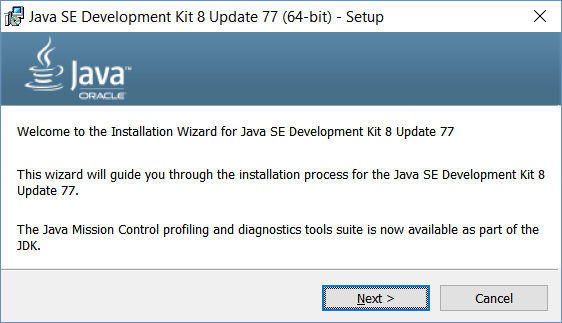 Java SE Development Kit 8 Update 77 (64-bit) - Setup
Java™
ORACLE
Welcome to the Installation Wizard for Java SE Development Kit 8 Update 77
This wizard will guide you through the installation process for the Java SE Development Kit 8
Update 77.
The Java Mission Control profiling and diagnostics tools suite is now available as part of the
JDK.
Next >
Cancel